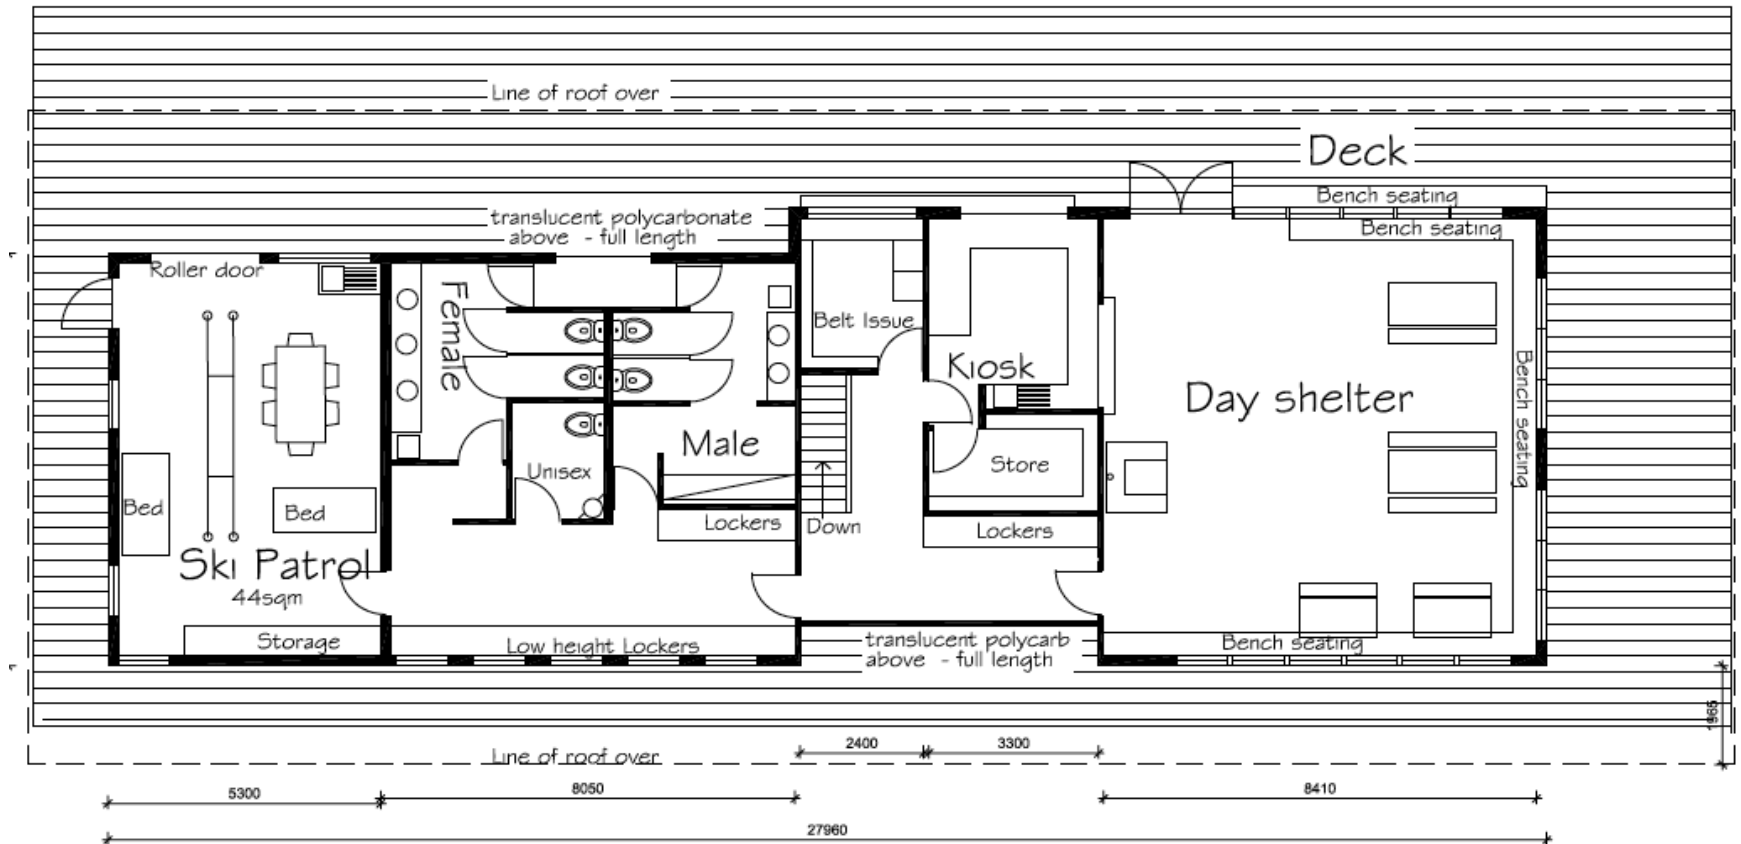 Line of roof over
Deck
Bench seating
Bench seating
translucent polycarbonate
above - full length
Roller door
Female
Belt Issue
Kiosk
Day shelter
Bench seating
Male
Unisex
Store
Bed
Bed
Lockers
Down
Lockers
Ski Patrol
44sqm
Storage
Low height Lockers
translucent polycarb
above - full length
Bench seating
1965
Line of roof over
2400
3300
5300
8050
8410
27960